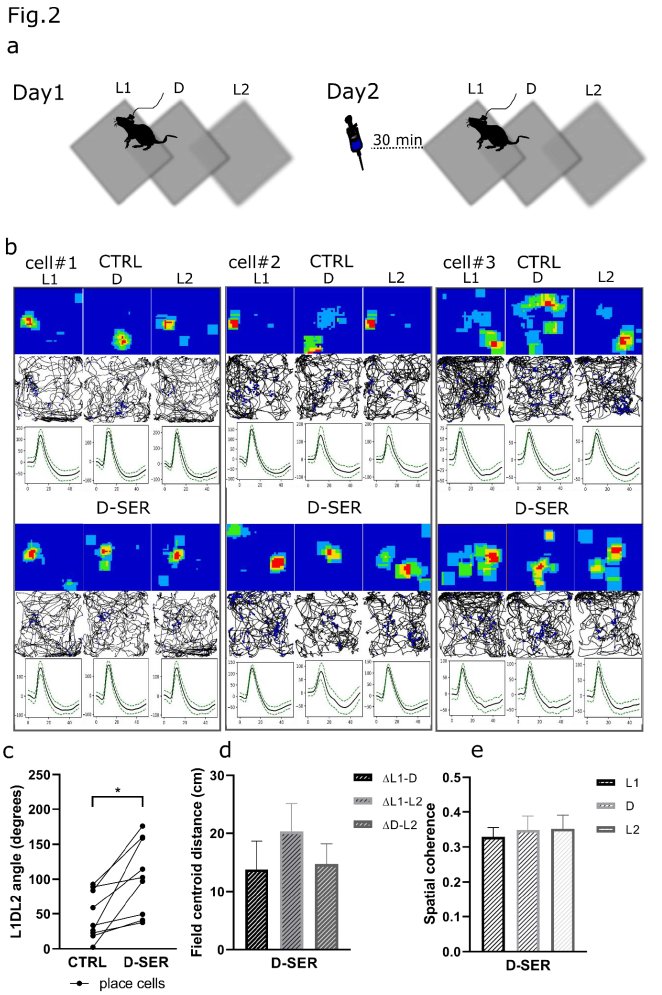 Fig.2
a
Day1 L1 D L2
Day2 L1 D L2
30 min
b
cell#1 CTRL
L1 D L2
cell#2 CTRL
L1 D L2
cell#3 CTRL
L1 D L2
D-SER D-SER D-SER
c
L1DL2 angle (degrees)
250
200
150
100
50
0
CTRL D-SER
place cells
*
d
Field centroid distance (cm)
30
20
10
0
D-SER
ΔL1-D
ΔL1-L2
ΔD-L2
e
Spatial coherence
0.5
0.4
0.3
0.2
0.1
0.0
D-SER
L1
D
L2